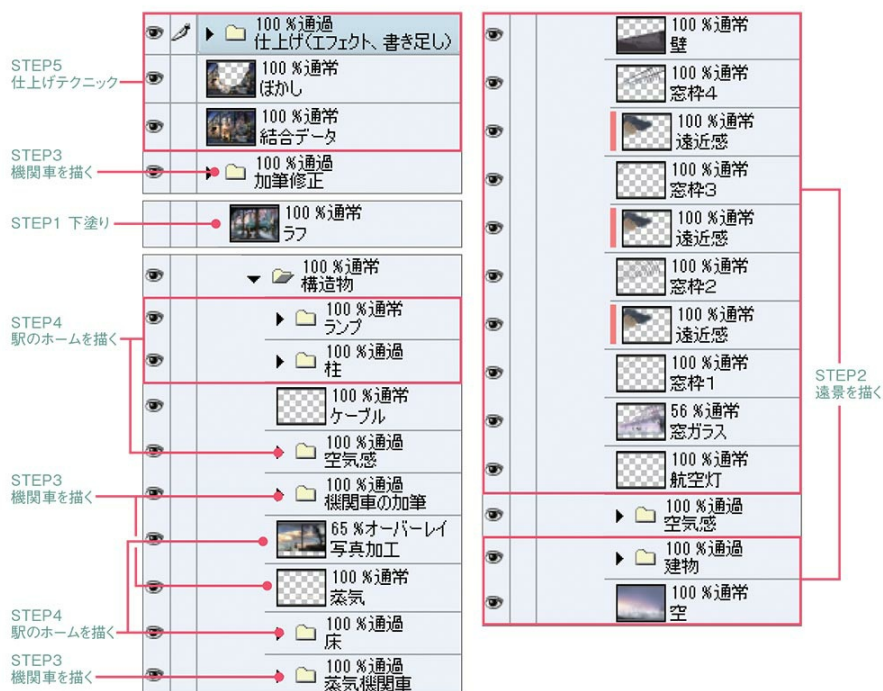 STEP5
仕上げテクニック
100 %通過
仕上げ(エフェクト、書き足し)
100 %通常
ぼかし
100 %通常
結合データ
STEP3
機関車を描く
100 %通過
加筆修正
STEP1 下塗り
100 %通常
ラフ
100 %通常
構造物
STEP4
駅のホームを描く
100 %通常
ランプ
100 %通過
柱
100 %通常
ケーブル
100 %通過
空気感
STEP3
機関車を描く
100 %通過
機関車の加筆
65 %オーバーレイ
写真加工
100 %通常
蒸気
STEP4
駅のホームを描く
100 %通過
床
STEP3
機関車を描く
100 %通過
蒸気機関車
100 %通常
壁
100 %通常
窓枠4
100 %通常
遠近感
100 %通常
窓枠3
100 %通常
遠近感
100 %通常
窓枠2
100 %通常
遠近感
100 %通常
窓枠1
56 %通常
窓ガラス
100 %通常
航空灯
100 %通過
空気感
100 %通過
建物
100 %通常
空
STEP2
遠景を描く